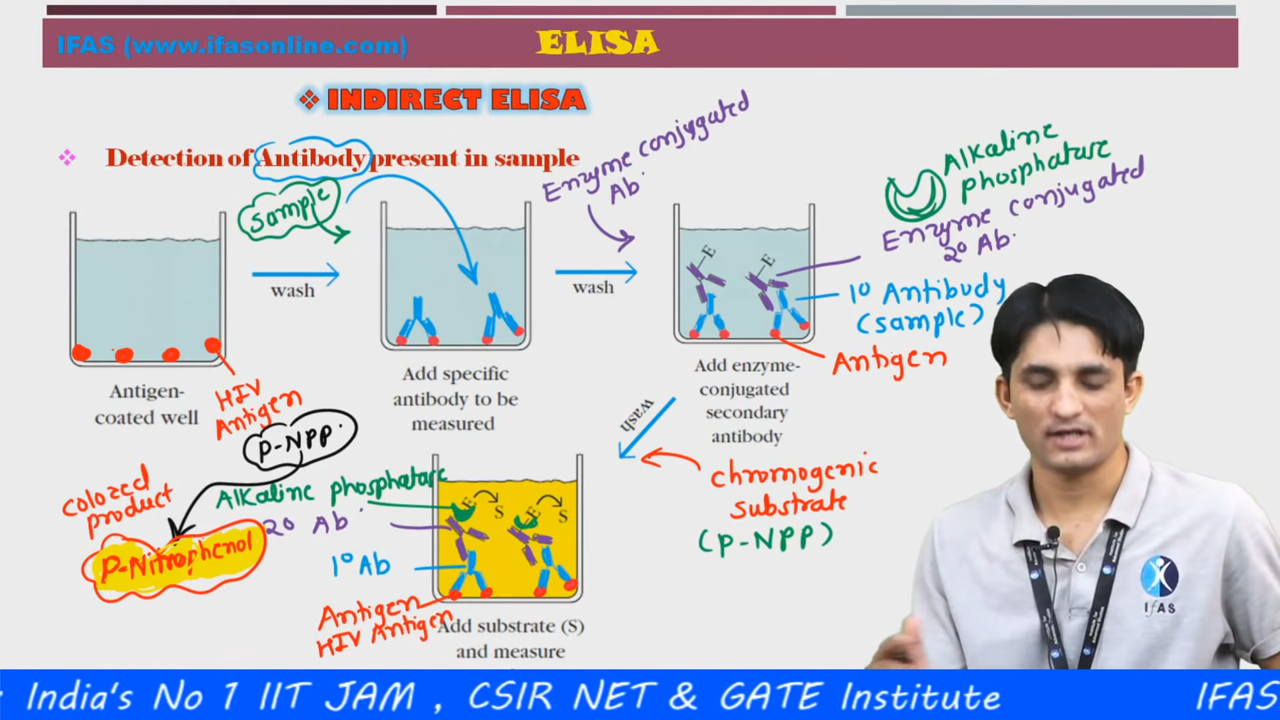 IFAS (www.ifasonline.com)
ELISA
❖ INDIRECT ELISA
❖ Detection of Antibody present in sample
Sample
wash
Enzyme conjugated
Ab
wash
Alkaline
phosphatase
Enzyme conjugated
2° Ab
1° Antibody
(sample)
Antigen
E
E
Antigen-
coated well
HIV
Antigen
Add specific
antibody to be
measured
Add enzyme-
conjugated
secondary
antibody
wash
chromogenic
substrate
(P-NPP)
P-NPP
colored
product
P-Nitrophenol
Alkaline phosphatase
2° Ab
1° Ab
Antigen
HIV Antigen
E
S
E
S
Add substrate (S)
and measure
IFAS
India's No 1 IIT JAM , CSIR NET & GATE Institute
IFAS